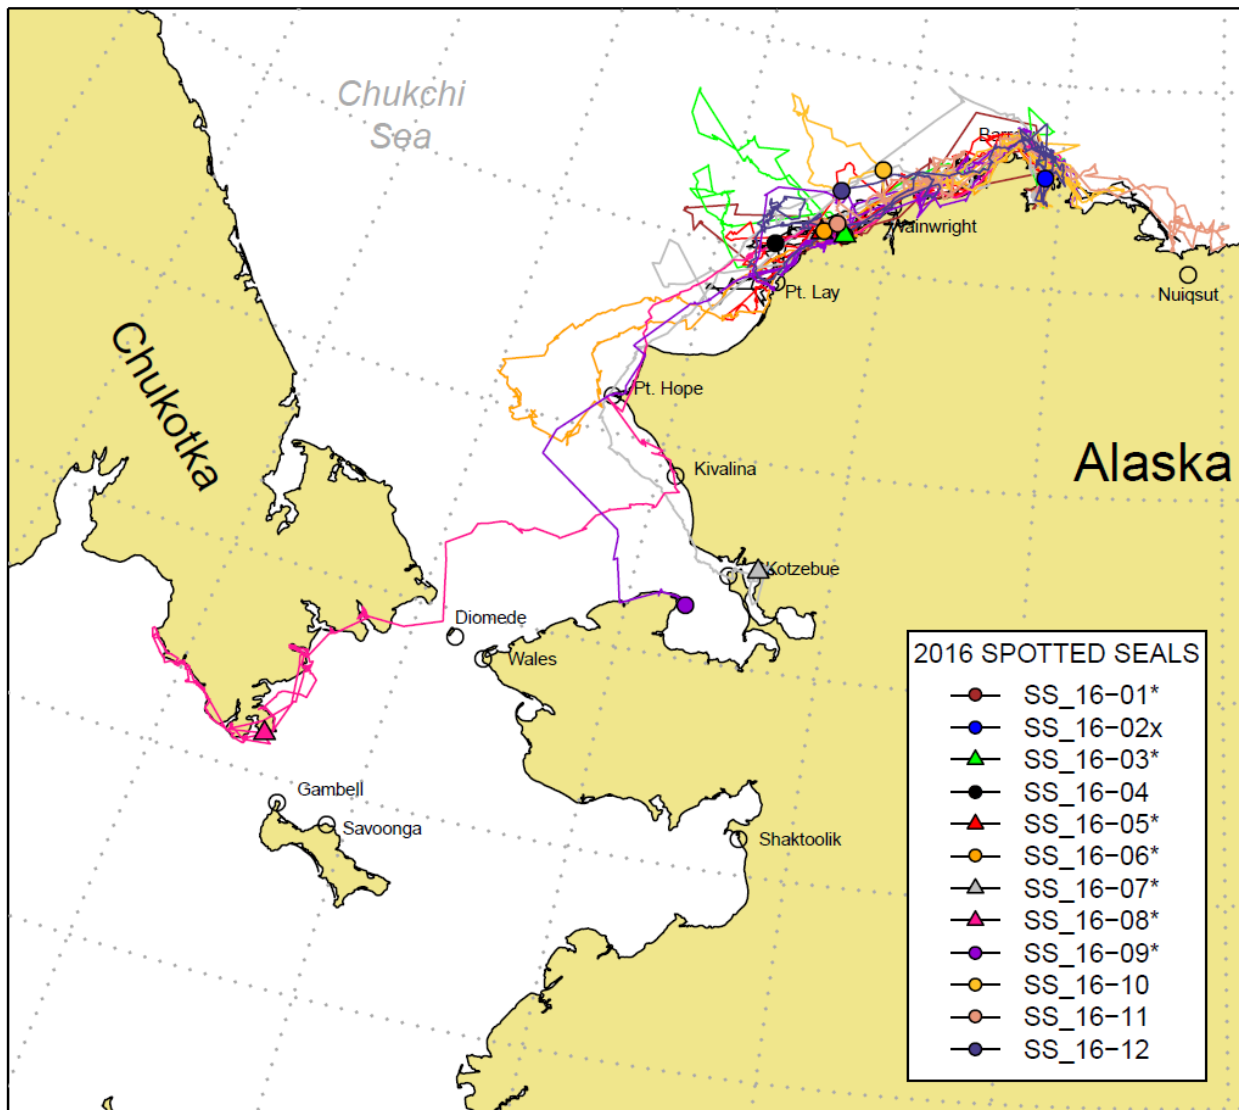 Chukchi
Sea
Barr
Wainwright
Pt. Lay
Nuiqsut
Chukotka
Pt. Hope
Alaska
Kivalina
Kotzebue
Diomede
Wales
Gambell
Savoonga
Shaktoolik
2016 SPOTTED SEALS
SS_16-01*
SS_16-02x
SS_16-03*
SS_16-04
SS_16-05*
SS_16-06*
SS_16-07*
SS_16-08*
SS_16-09*
SS_16-10
SS_16-11
SS_16-12